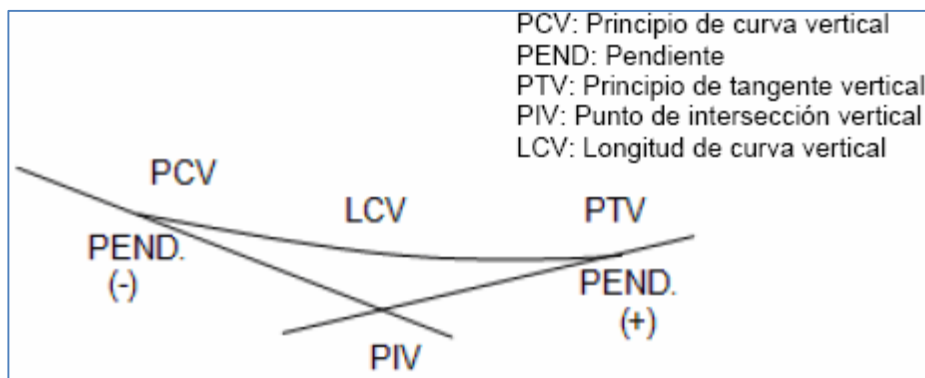 PCV: Principio de curva vertical
PEND: Pendiente
PTV: Principio de tangente vertical
PIV: Punto de intersección vertical
LCV: Longitud de curva vertical
PCV
LCV
PTV
PEND.
(-)
PEND.
(+)
PIV